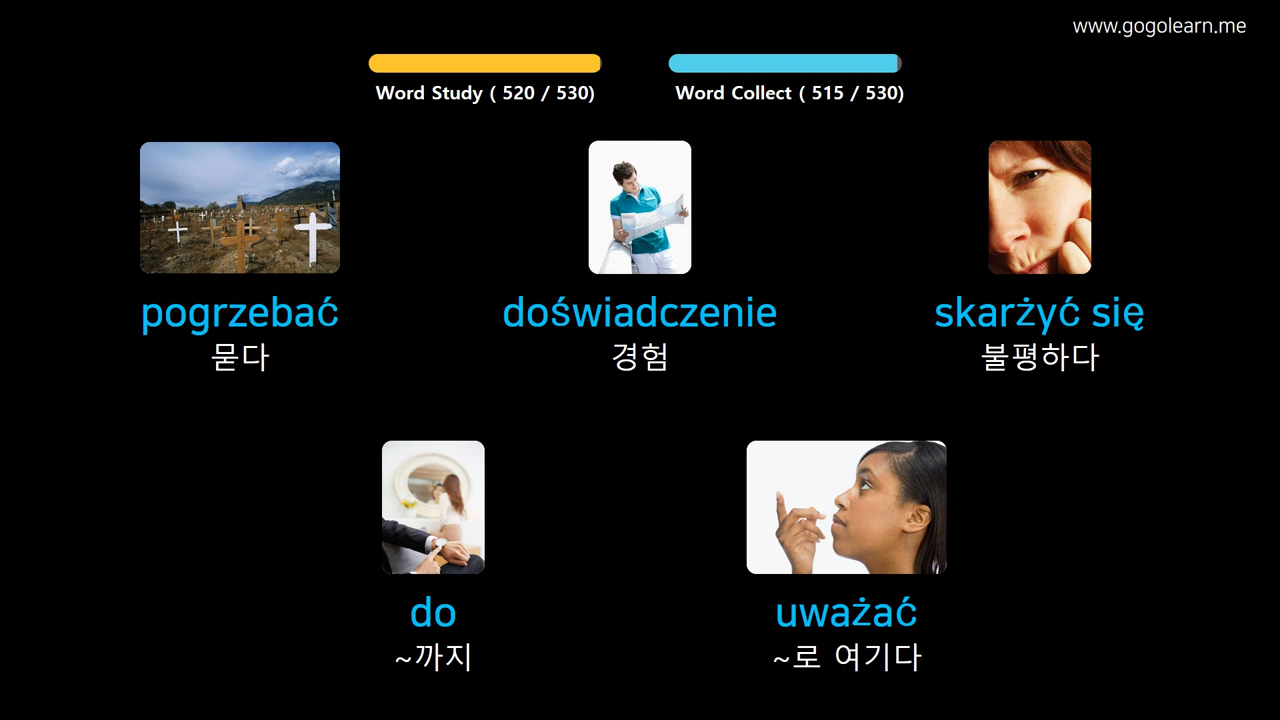 www.gogolearn.me
Word Study ( 520 / 530)
Word Collect ( 515 / 530)
pogrzebać
묻다
doświadczenie
경험
skarżyć się
불평하다
do
~까지
uważać
~로 여기다